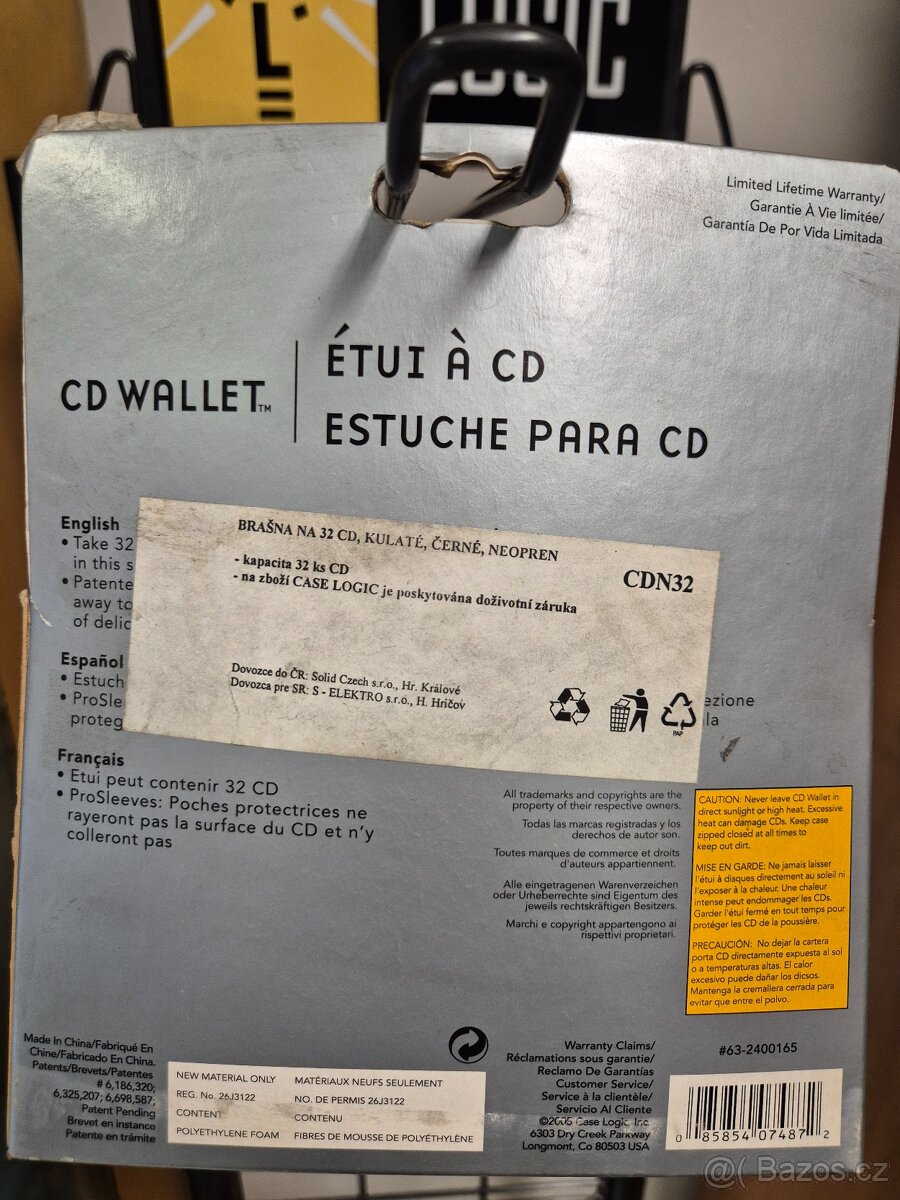 LOGIC
Limited Lifetime Warranty/
Garantie À Vie limitée/
Garantía De Por Vida Limitada
CD WALLET™
ÉTUI À CD
ESTUCHE PARA CD
English
• Take 32
in this s
• Patente
away to
of delic
Español
• Estuch
• ProSle
proteg
BRAŠNA NA 32 CD, KULATÉ, ČERNÉ, NEOPREN
- kapacita 32 ks CD
- na zboží CASE LOGIC je poskytována doživotní záruka
CDN32
Dovozce do ČR: Solid Czech s.r.o., Hr. Králové
Dovozca pre SR: S - ELEKTRO s.r.o., H. Hričov
PAP
ezione
la
Français
• Etui peut contenir 32 CD
• ProSleeves: Poches protectrices ne
rayeront pas la surface du CD et n'y
colleront pas
All trademarks and copyrights are the
property of their respective owners.
Todas las marcas registradas y los
derechos de autor son.
Toutes marques de commerce et droits
d'auteurs appartiennent.
Alle eingetragenen Warenverzeichen
oder Urheberrechte sind Eigentum des
jeweils rechtskräftigen Besitzers.
Marchi e copyright appartengono ai
rispettivi proprietari.
CAUTION: Never leave CD Wallet in
direct sunlight or high heat. Excessive
heat can damage CDs. Keep case
zipped closed at all times to
keep out dirt.
MISE EN GARDE: Ne jamais laisser
l'étui à disques directement au soleil ni
l'exposer à la chaleur. Une chaleur
intense peut endommager les CDs.
Garder l'étui fermé en tout temps pour
protéger les CD de la poussière.
PRECAUCIÓN: No dejar la cartera
porta CD directamente expuesta al sol
o a temperaturas altas. El calor
excesivo puede dañar los dicsos.
Mantenga la cremallera cerrada para
evitar que entre el polvo.
Made In China/Fabriqué En
Chine/Fabricado En China.
Patents/Brevets/Patentes
# 6,186,320;
6,325,207; 6,698,587;
Patent Pending
Brevet en instance
Patente en trámite
NEW MATERIAL ONLY
REG. No. 26J3122
CONTENT
POLYETHYLENE FOAM
MATÉRIAUX NEUFS SEULEMENT
NO. DE PERMIS 26J3122
CONTENU
FIBRES DE MOUSSE DE POLYÉTHYLÈNE
Warranty Claims/
Réclamations sous garantie/
Reclamo De Garantías
Customer Service/
Service à la clientèle/
Servicio Al Cliente
©2005 Case Logic, Inc.
6303 Dry Creek Parkway
Longmont, Co 80503 USA
#63-2400165
0 85854 07487 2
@( Bazos.cz